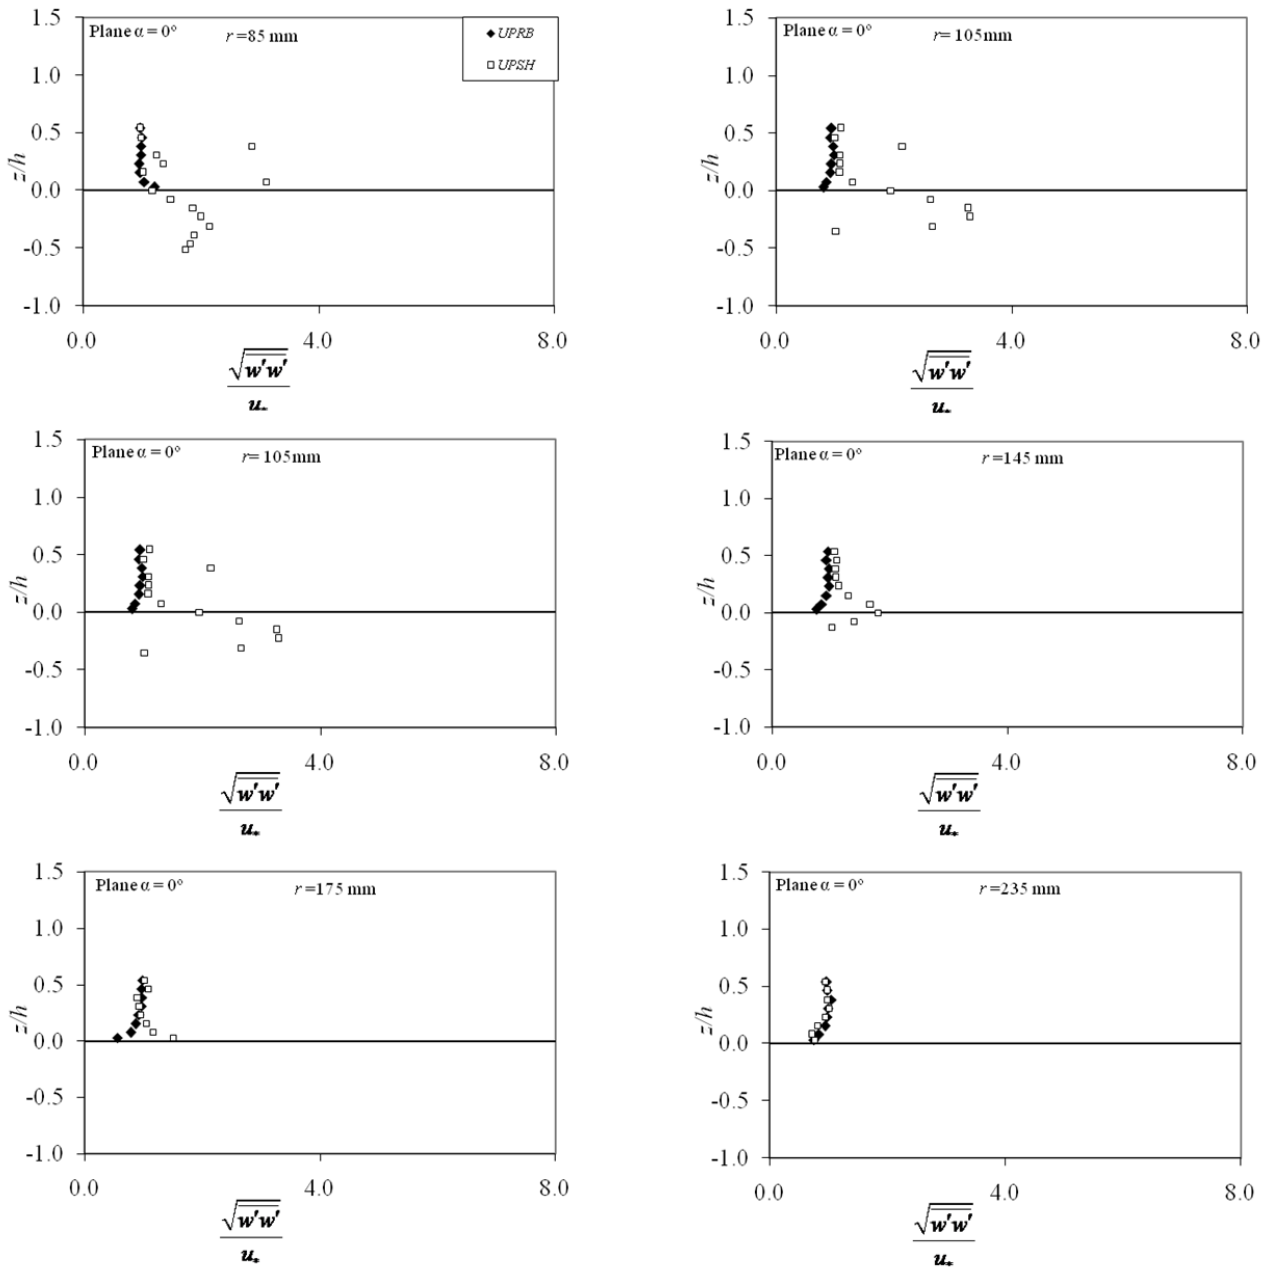 1.5
Plane α = 0°
r =85 mm
UPRB
UPSH
1.0
0.5
z/h
0.0
-0.5
-1.0
0.0 4.0 8.0
√w'w'
u*
1.5
Plane α = 0°
r= 105mm
1.0
0.5
z/h
0.0
-0.5
-1.0
0.0 4.0 8.0
√w'w'
u*
1.5
Plane α = 0°
r= 105mm
1.0
0.5
z/h
0.0
-0.5
-1.0
0.0 4.0 8.0
√w'w'
u*
1.5
Plane α = 0°
r =145 mm
1.0
0.5
z/h
0.0
-0.5
-1.0
0.0 4.0 8.0
√w'w'
u*
1.5
Plane α = 0°
r =175 mm
1.0
0.5
z/h
0.0
-0.5
-1.0
0.0 4.0 8.0
√w'w'
u*
1.5
Plane α = 0°
r =235 mm
1.0
0.5
z/h
0.0
-0.5
-1.0
0.0 4.0 8.0
√w'w'
u*